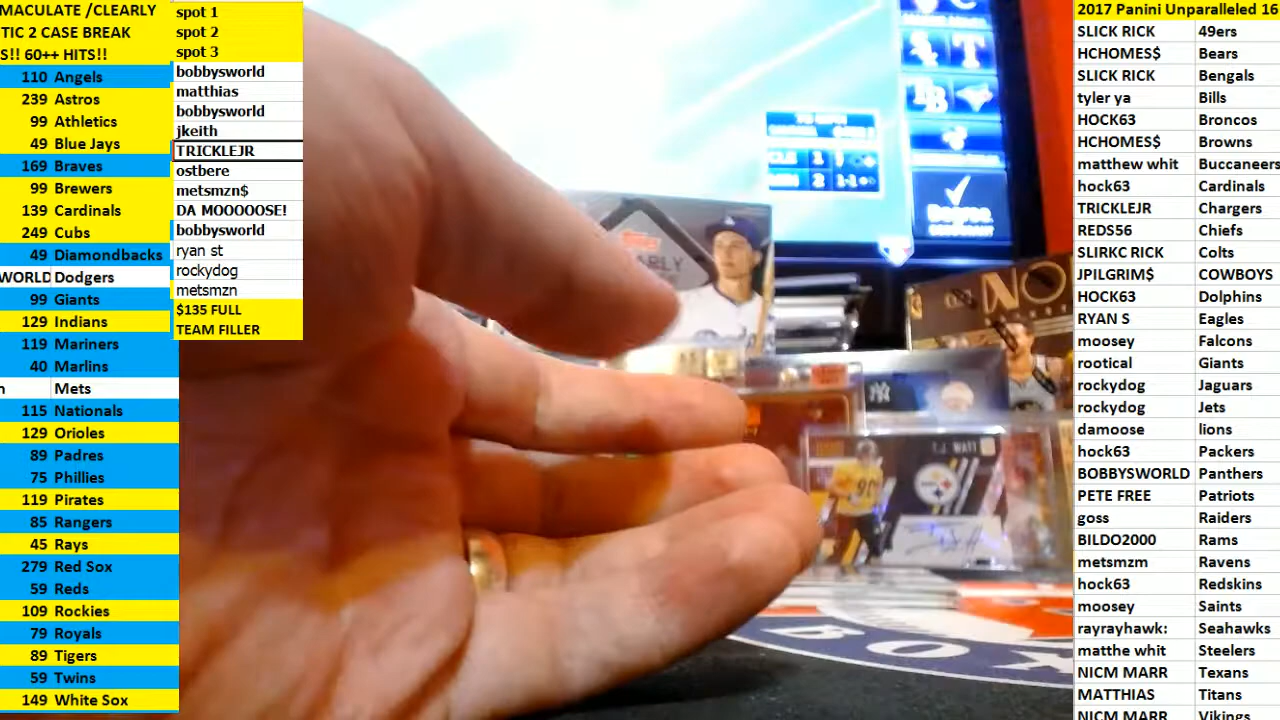 MACULATE /CLEARLY
TIC 2 CASE BREAK
S!! 60++ HITS!!
110 Angels
239 Astros
99 Athletics
49 Blue Jays
169 Braves
99 Brewers
139 Cardinals
249 Cubs
49 Diamondbacks
WORLD Dodgers
99 Giants
129 Indians
119 Mariners
40 Marlins
n Mets
115 Nationals
129 Orioles
89 Padres
75 Phillies
119 Pirates
85 Rangers
45 Rays
279 Red Sox
59 Reds
109 Rockies
79 Royals
89 Tigers
59 Twins
149 White Sox
spot 1
spot 2
spot 3
bobbysworld
matthias
bobbysworld
jkeith
TRICKLEJR
ostbere
metsmzn$
DA MOOOOOSE!
bobbysworld
ryan st
rockydog
metsmzn
$135 FULL
TEAM FILLER
NO
T.J. WATT
BOX
2017 Panini Unparalleled 16
SLICK RICK 49ers
HCHOMES$ Bears
SLICK RICK Bengals
tyler ya Bills
HOCK63 Broncos
HCHOMES$ Browns
matthew whit Buccaneers
hock63 Cardinals
TRICKLEJR Chargers
REDS56 Chiefs
SLIRKC RICK Colts
JPILGRIM$ COWBOYS
HOCK63 Dolphins
RYAN S Eagles
moosey Falcons
rootical Giants
rockydog Jaguars
rockydog Jets
damoose lions
hock63 Packers
BOBBYSWORLD Panthers
PETE FREE Patriots
goss Raiders
BILDO2000 Rams
metsmzm Ravens
hock63 Redskins
moosey Saints
rayrayhawk: Seahawks
matthe whit Steelers
NICM MARR Texans
MATTHIAS Titans
NICM MARR Vikings